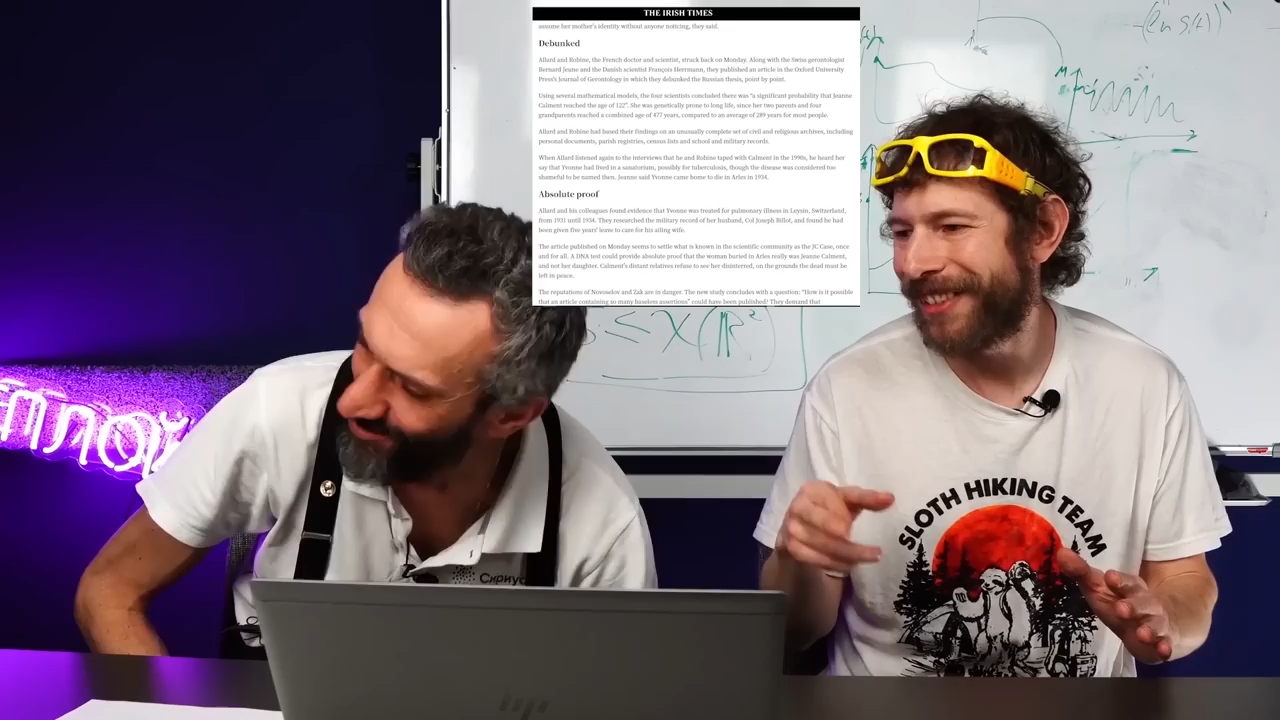 THE IRISH TIMES
assume her mother's identity without anyone noticing, they said.
Debunked
Allard and Robine, the French doctor and scientist, struck back on Monday. Along with the Swiss gerontologist
Bernard Jeune and the Danish scientist François Herrmann, they published an article in the Oxford University
Press's Journal of Gerontology in which they debunked the Russian thesis, point by point.
Using several mathematical models, the four scientists concluded there was "a significant probability that Jeanne
Calment reached the age of 122". She was genetically prone to long life, since her two parents and four
grandparents reached a combined age of 477 years, compared to an average of 289 years for most people.
Allard and Robine had based their findings on an unusually complete set of civil and religious archives, including
personal documents, parish registries, census lists and school and military records.
When Allard listened again to the interviews that he and Robine taped with Calment in the 1990s, he heard her
say that Yvonne had lived in a sanatorium, possibly for tuberculosis, though the disease was considered too
shameful to be named then. Jeanne said Yvonne came home to die in Arles in 1934.
Absolute proof
Allard and his colleagues found evidence that Yvonne was treated for pulmonary illness in Leysin, Switzerland,
from 1931 until 1934. They researched the military record of her husband, Col Joseph Billot, and found he had
been given five years' leave to care for his ailing wife.
The article published on Monday seems to settle what is known in the scientific community as the JC Case, once
and for all. A DNA test could provide absolute proof that the woman buried in Arles really was Jeanne Calment,
and not her daughter. Calment's distant relatives refuse to see her disinterred, on the grounds the dead must be
left in peace.
The reputations of Novoselov and Zak are in danger. The new study concludes with a question: "How is it possible
that an article containing so many baseless assertions" could have been published? They demand that
SLOTH HIKING TEAM
Сириус